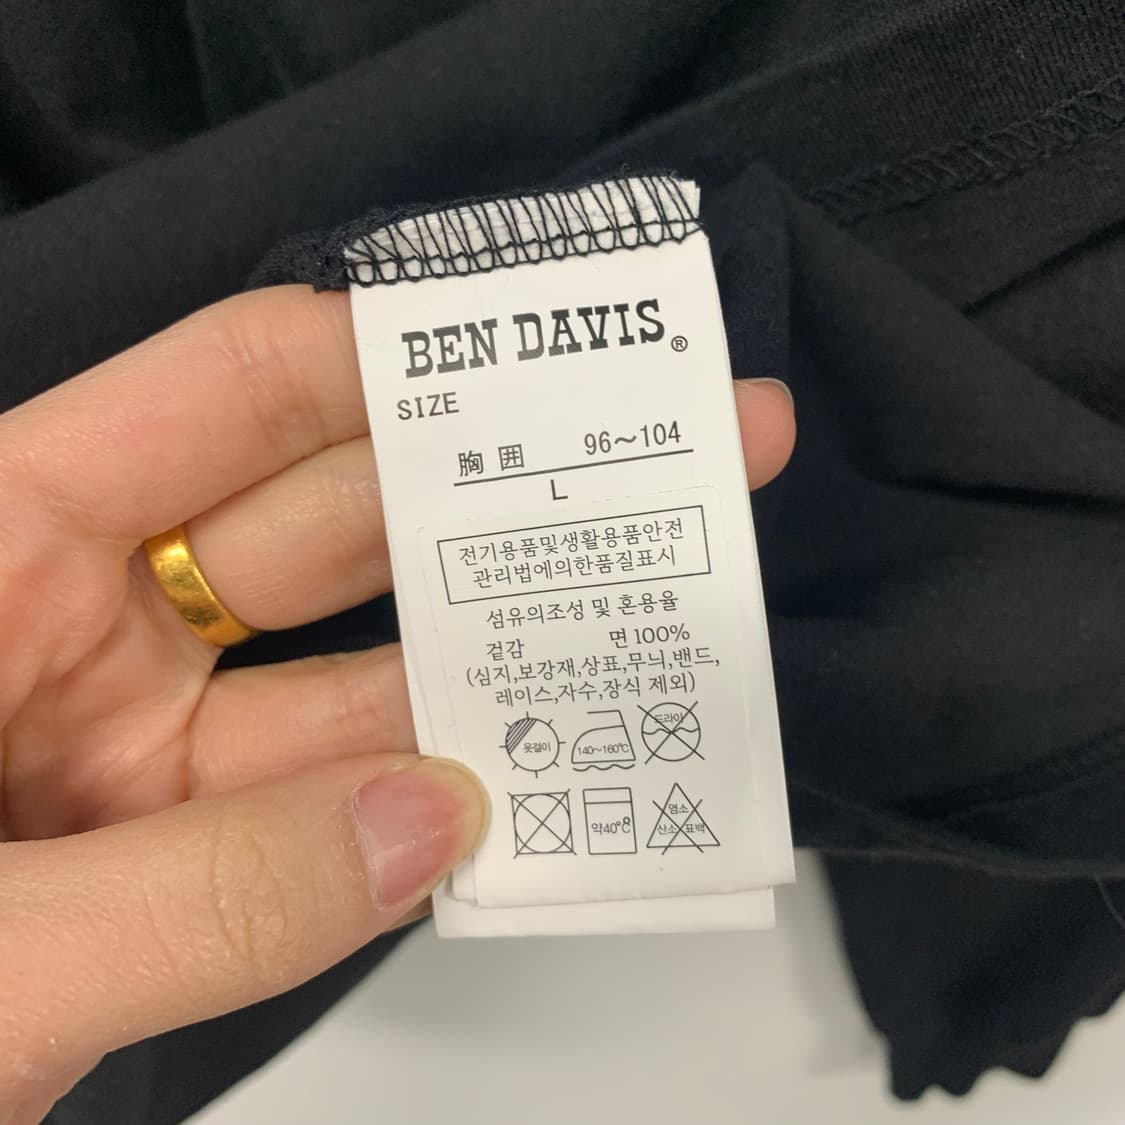 BEN DAVIS®
SIZE
胸囲 96～104
L
전기용품및생활용품안전
관리법에의한품질표시
섬유의조성 및 혼용율
겉감 면 100%
(심지,보강재,상표,무늬,밴드,
레이스,자수,장식 제외)
옷걸이 140～160℃ 드라이
약40℃ 염소
산소 표백